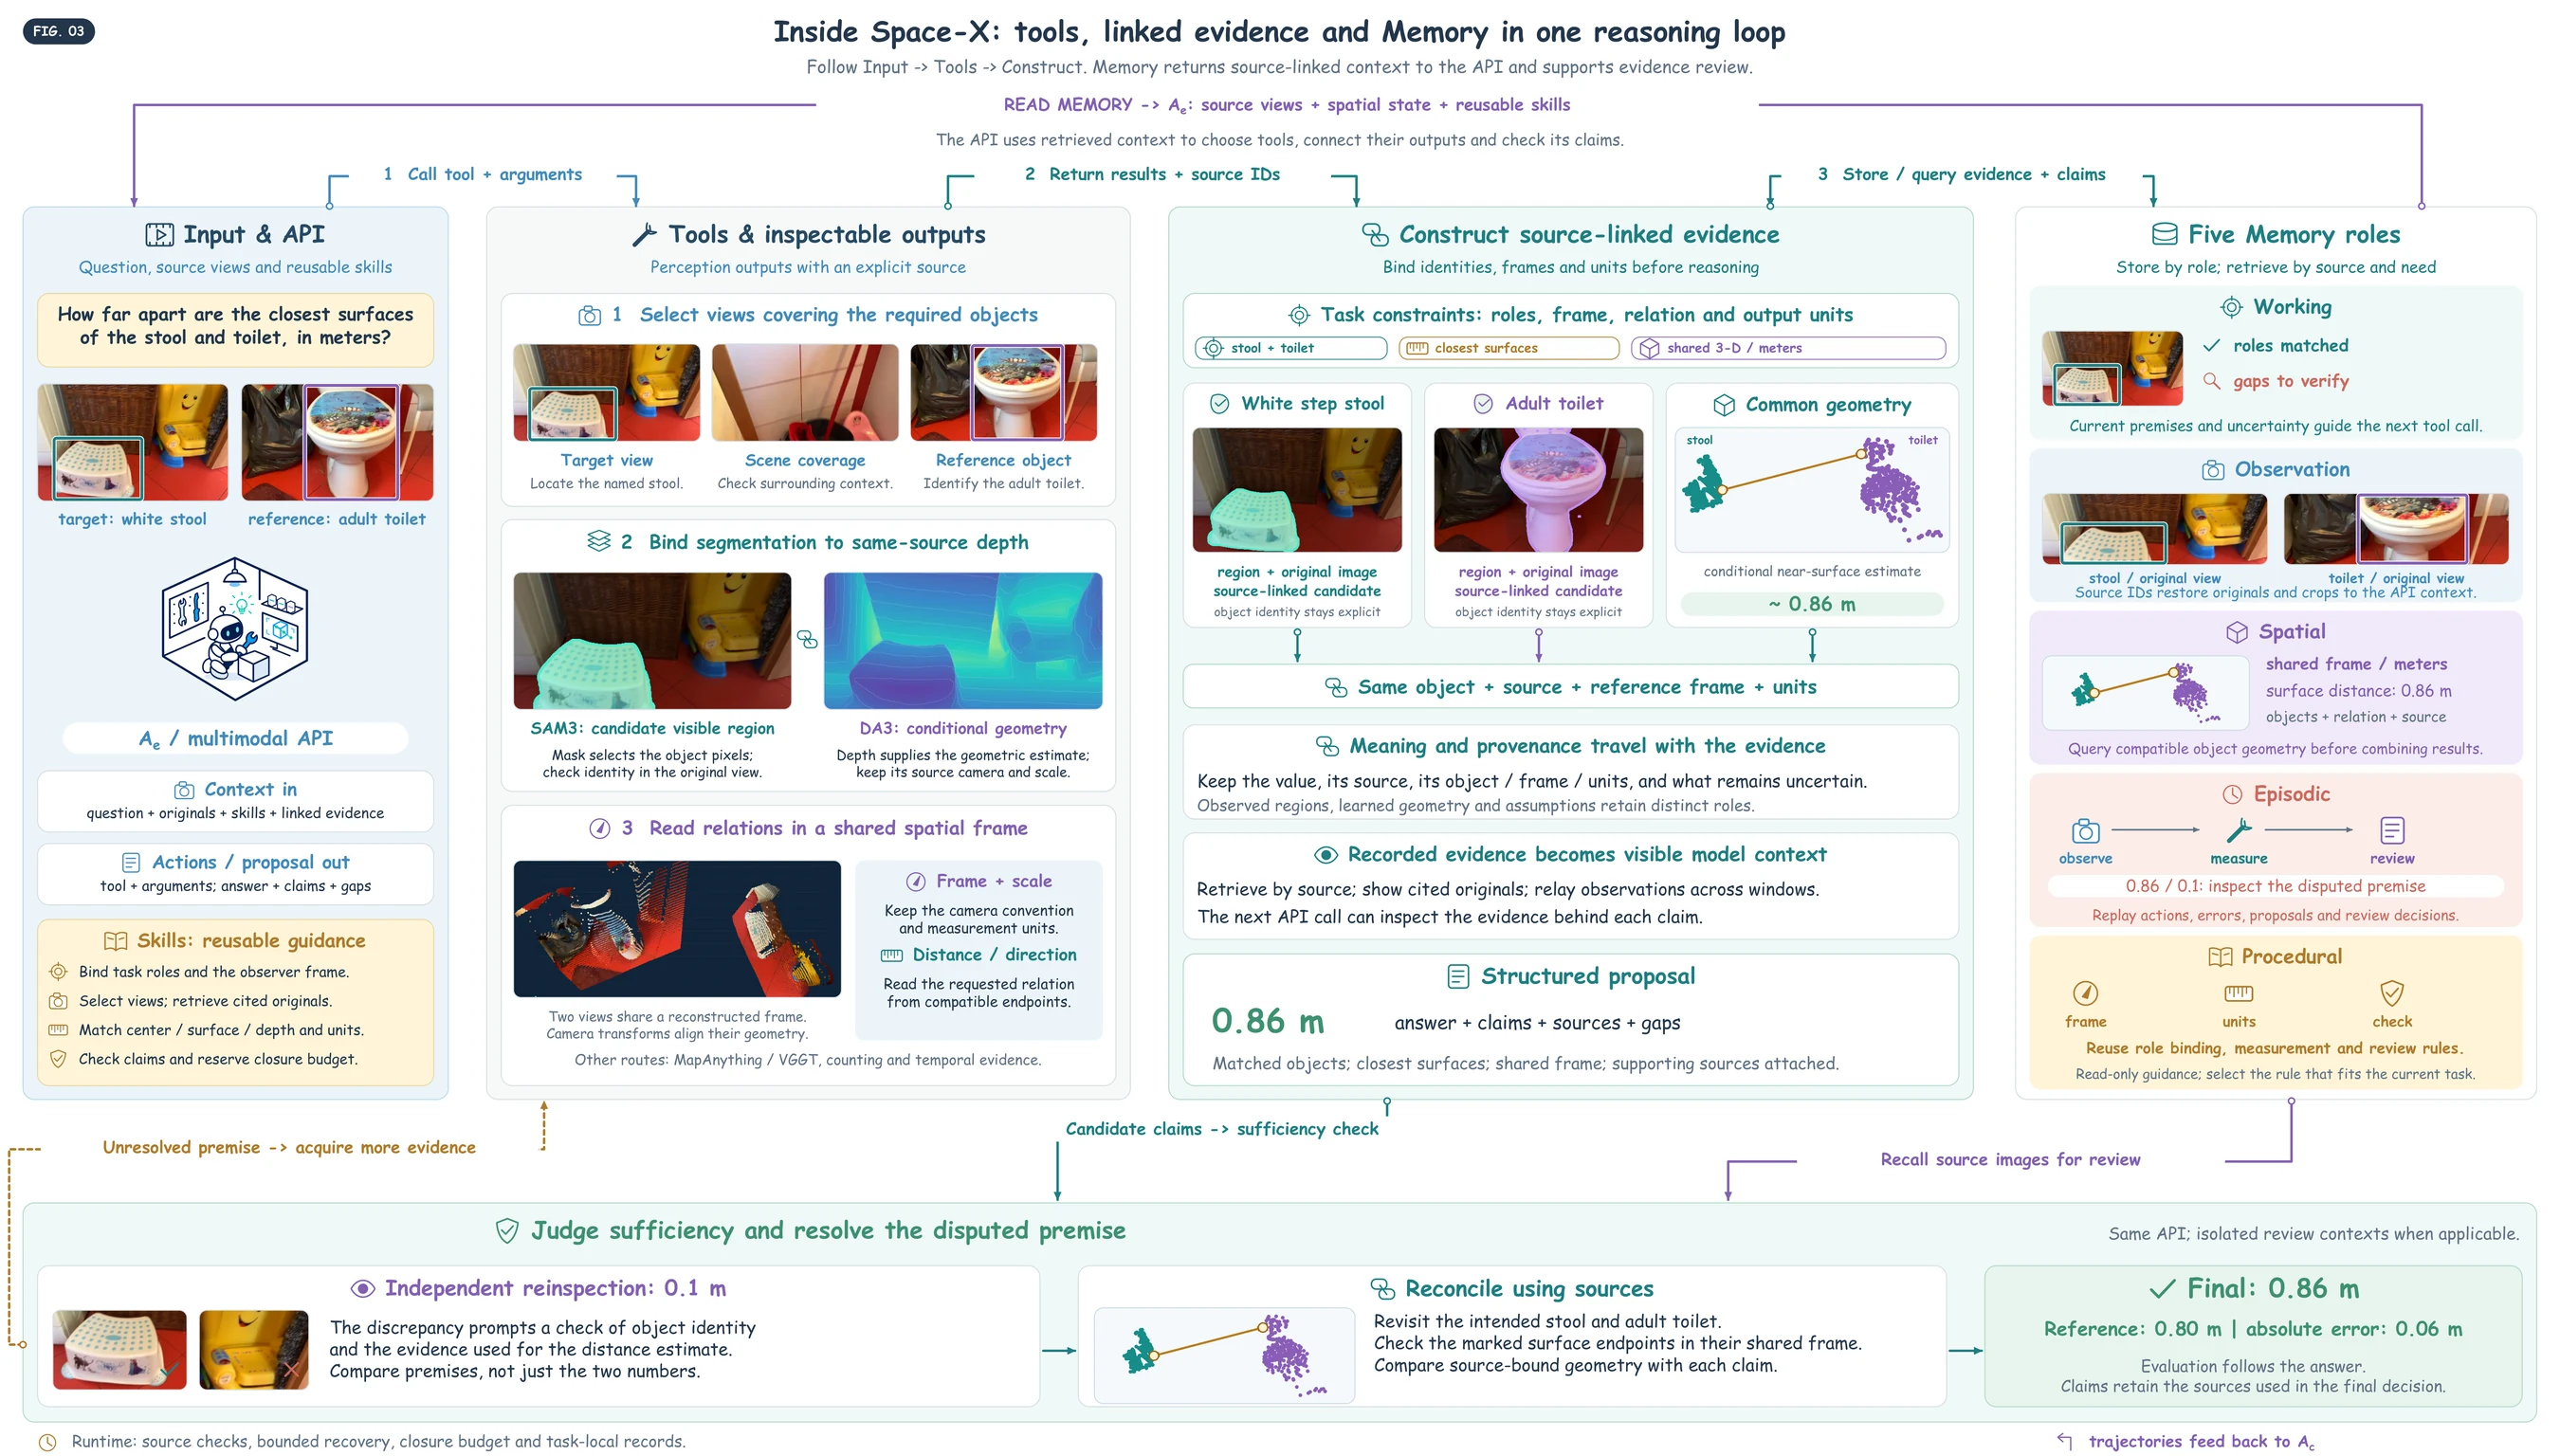 FIG. 03
Inside Space-X: tools, linked evidence and Memory in one reasoning loop
Follow Input -> Tools -> Construct. Memory returns source-linked context to the API and supports evidence review.
READ MEMORY -> Ae: source views + spatial state + reusable skills
The API uses retrieved context to choose tools, connect their outputs and check its claims.
1 Call tool + arguments
2 Return results + source IDs
3 Store / query evidence + claims
Input & API
Question, source views and reusable skills
How far apart are the closest surfaces
of the stool and toilet, in meters?
target: white stool
reference: adult toilet
Ae / multimodal API
Context in
question + originals + skills + linked evidence
Actions / proposal out
tool + arguments; answer + claims + gaps
Skills: reusable guidance
Bind task roles and the observer frame.
Select views; retrieve cited originals.
Match center / surface / depth and units.
Check claims and reserve closure budget.
Tools & inspectable outputs
Perception outputs with an explicit source
1 Select views covering the required objects
Target view
Locate the named stool.
Scene coverage
Check surrounding context.
Reference object
Identify the adult toilet.
2 Bind segmentation to same-source depth
SAM3: candidate visible region
Mask selects the object pixels;
check identity in the original view.
DA3: conditional geometry
Depth supplies the geometric estimate;
keep its source camera and scale.
3 Read relations in a shared spatial frame
Two views share a reconstructed frame.
Camera transforms align their geometry.
Frame + scale
Keep the camera convention
and measurement units.
Distance / direction
Read the requested relation
from compatible endpoints.
Other routes: MapAnything / VGGT, counting and temporal evidence.
Construct source-linked evidence
Bind identities, frames and units before reasoning
Task constraints: roles, frame, relation and output units
stool + toilet
closest surfaces
shared 3-D / meters
White step stool
region + original image
source-linked candidate
object identity stays explicit
Adult toilet
region + original image
source-linked candidate
object identity stays explicit
Common geometry
stool
toilet
conditional near-surface estimate
~ 0.86 m
Same object + source + reference frame + units
Meaning and provenance travel with the evidence
Keep the value, its source, its object / frame / units, and what remains uncertain.
Observed regions, learned geometry and assumptions retain distinct roles.
Recorded evidence becomes visible model context
Retrieve by source; show cited originals; relay observations across windows.
The next API call can inspect the evidence behind each claim.
Structured proposal
0.86 m
answer + claims + sources + gaps
Matched objects; closest surfaces; shared frame; supporting sources attached.
Five Memory roles
Store by role; retrieve by source and need
Working
roles matched
gaps to verify
Current premises and uncertainty guide the next tool call.
Observation
stool / original view
toilet / original view
Source IDs restore originals and crops to the API context.
Spatial
shared frame / meters
surface distance: 0.86 m
objects + relation + source
Query compatible object geometry before combining results.
Episodic
observe
measure
review
0.86 / 0.1: inspect the disputed premise
Replay actions, errors, proposals and review decisions.
Procedural
frame
units
check
Reuse role binding, measurement and review rules.
Read-only guidance; select the rule that fits the current task.
Unresolved premise -> acquire more evidence
Candidate claims -> sufficiency check
Recall source images for review
Judge sufficiency and resolve the disputed premise
Same API; isolated review contexts when applicable.
Independent reinspection: 0.1 m
The discrepancy prompts a check of object identity
and the evidence used for the distance estimate.
Compare premises, not just the two numbers.
Reconcile using sources
Revisit the intended stool and adult toilet.
Check the marked surface endpoints in their shared frame.
Compare source-bound geometry with each claim.
Final: 0.86 m
Reference: 0.80 m | absolute error: 0.06 m
Evaluation follows the answer.
Claims retain the sources used in the final decision.
Runtime: source checks, bounded recovery, closure budget and task-local records.
trajectories feed back to Ac